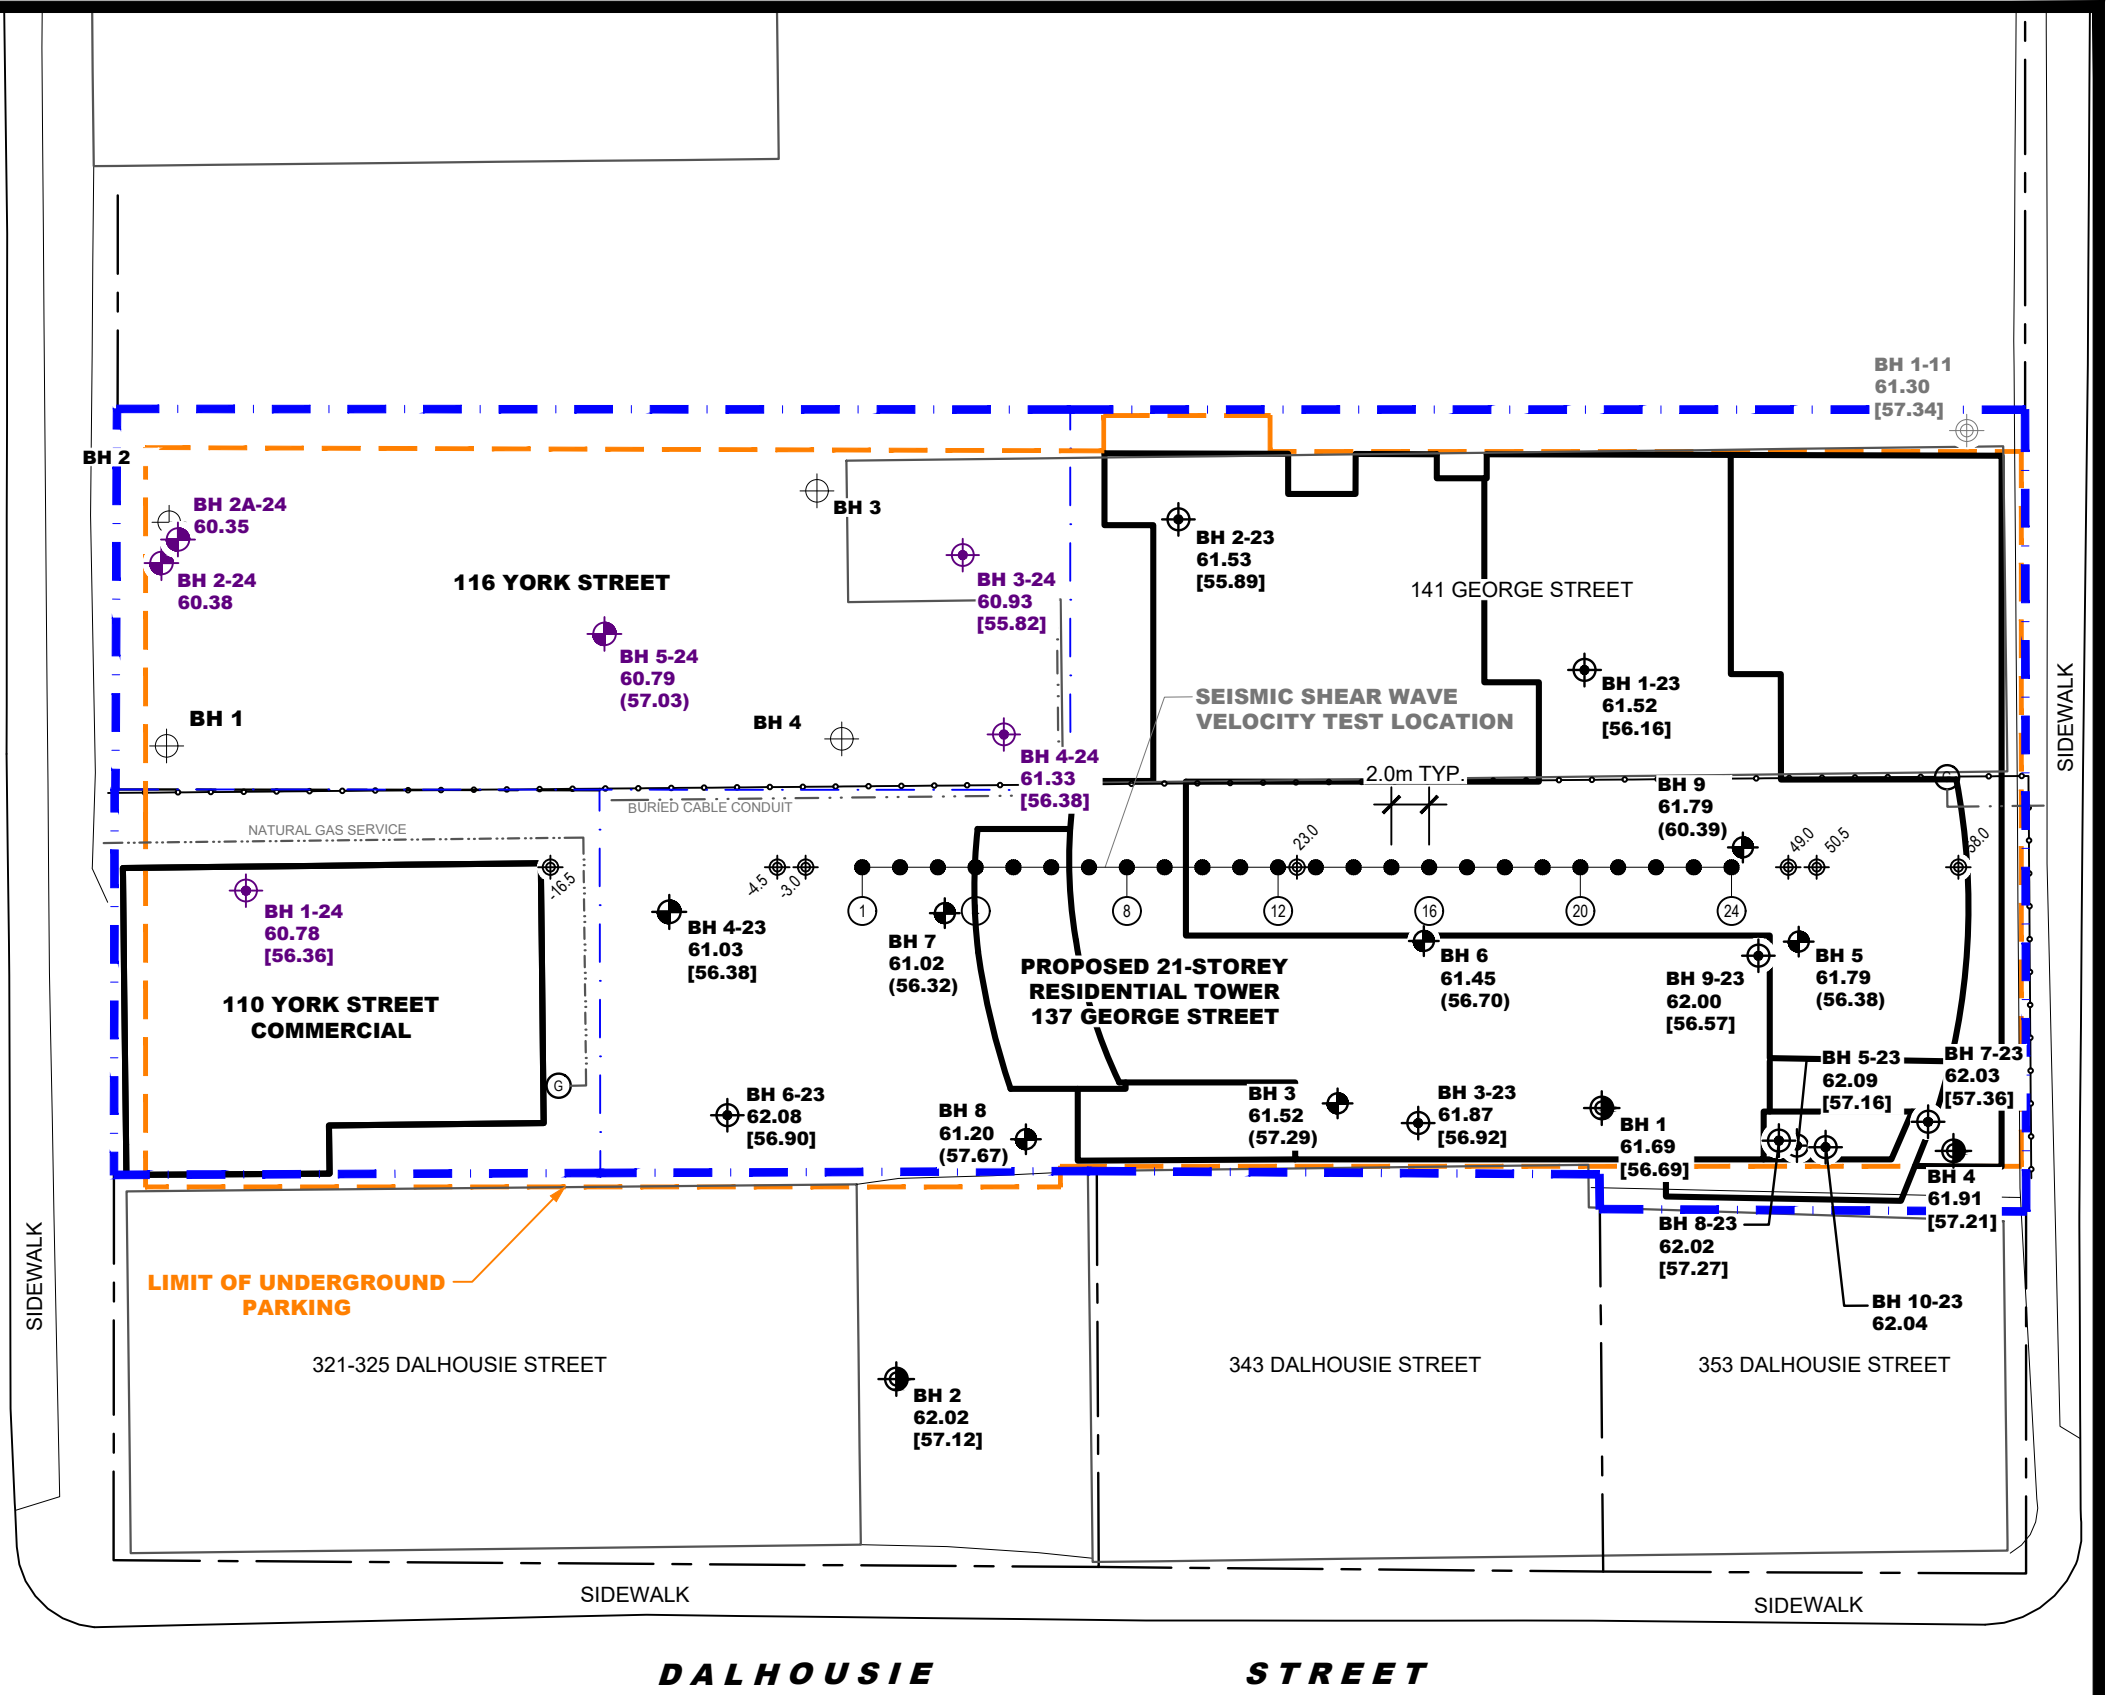 BH 1-11
61.30
[57.34]
BH 2
BH 2A-24
60.35
BH 2-24
60.38
116 YORK STREET
BH 3
BH 3-24
60.93
[55.82]
BH 2-23
61.53
[55.89]
141 GEORGE STREET
BH 5-24
60.79
(57.03)
BH 1
BH 4
BH 4-24
61.33
[56.38]
SEISMIC SHEAR WAVE
VELOCITY TEST LOCATION
BH 1-23
61.52
[56.16]
SIDEWALK
2.0m TYP.
BH 9
61.79
(60.39)
BURIED CABLE CONDUIT
NATURAL GAS SERVICE
-16.5
-4.5
-3.0
23.0
49.0
50.5
68.0
1
8
12
16
20
24
BH 1-24
60.78
[56.36]
BH 4-23
61.03
[56.38]
BH 7
61.02
(56.32)
BH 6
61.45
(56.70)
BH 9-23
62.00
[56.57]
BH 5
61.79
(56.38)
110 YORK STREET
COMMERCIAL
PROPOSED 21-STOREY
RESIDENTIAL TOWER
137 GEORGE STREET
G
BH 6-23
62.08
[56.90]
BH 8
61.20
(57.67)
BH 3
61.52
(57.29)
BH 3-23
61.87
[56.92]
BH 1
61.69
[56.69]
BH 5-23
62.09
[57.16]
BH 7-23
62.03
[57.36]
BH 4
61.91
[57.21]
BH 8-23
62.02
[57.27]
BH 10-23
62.04
SIDEWALK
LIMIT OF UNDERGROUND
PARKING
321-325 DALHOUSIE STREET
BH 2
62.02
[57.12]
343 DALHOUSIE STREET
353 DALHOUSIE STREET
SIDEWALK
SIDEWALK
DALHOUSIE STREET